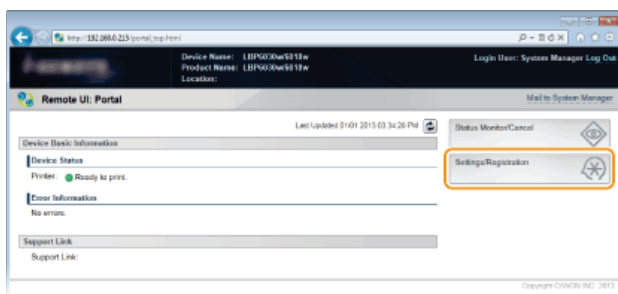 http://192.168.0.215/portal_top.html
Device Name: LBP6030w/6018w
Product Name: LBP6030w/6018w
Location:
Login User: System Manager Log Out
Remote UI: Portal
Mail to System Manager
Last Updated 01/01 2013 03:34:26 PM
Device Basic Information
Device Status
Printer: Ready to print.
Error Information
No errors.
Support Link
Support Link:
Status Monitor/Cancel
Settings/Registration
Copyright CANON INC. 2013